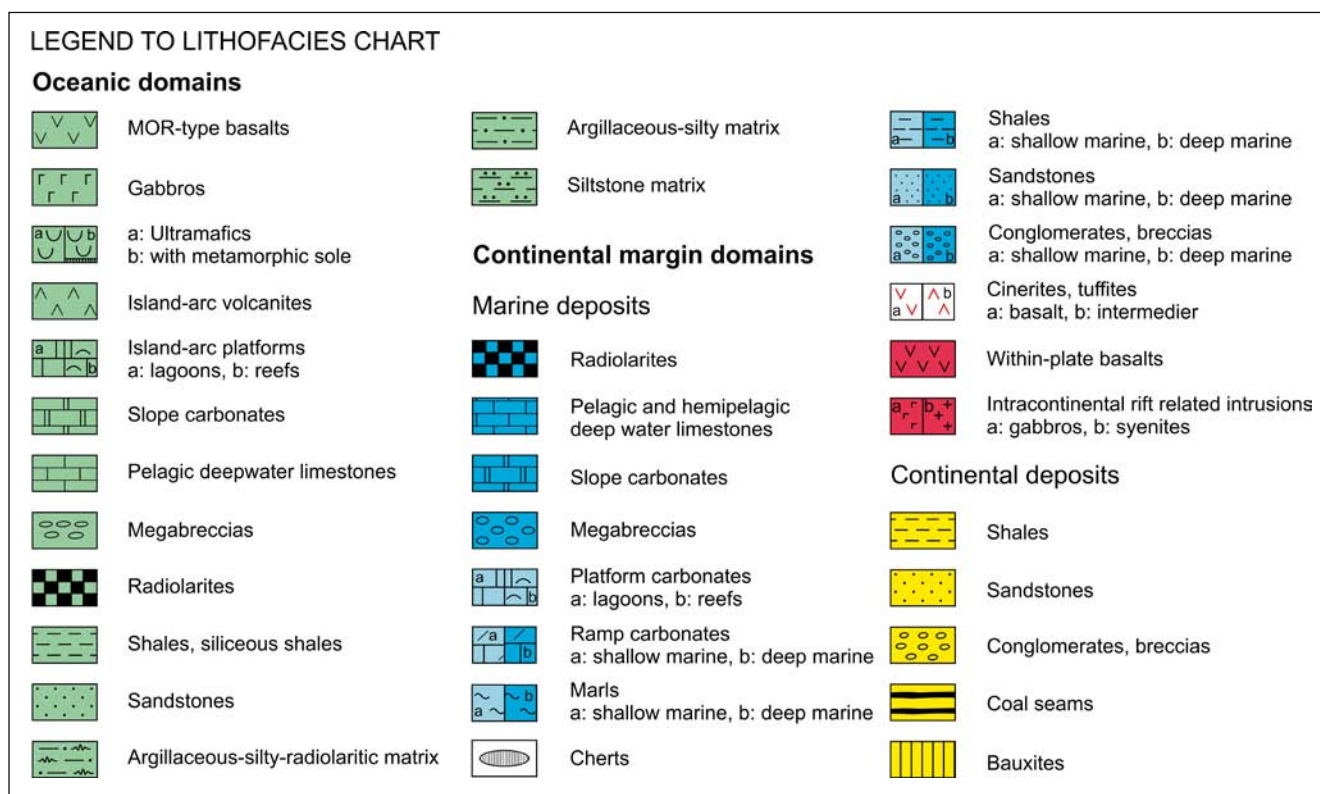 LEGEND TO LITHOFACIES CHART
Oceanic domains
MOR-type basalts
Gabbros
a b
a: Ultramafics
b: with metamorphic sole
Island-arc volcanites
a
b
Island-arc platforms
a: lagoons, b: reefs
Slope carbonates
Pelagic deepwater limestones
Megabreccias
Radiolarites
Shales, siliceous shales
Sandstones
Argillaceous-silty-radiolaritic matrix
Argillaceous-silty matrix
Siltstone matrix
Continental margin domains
Marine deposits
Radiolarites
Pelagic and hemipelagic
deep water limestones
Slope carbonates
Megabreccias
a
b
Platform carbonates
a: lagoons, b: reefs
a
b
Ramp carbonates
a: shallow marine, b: deep marine
b
a
Marls
a: shallow marine, b: deep marine
Cherts
a b
Shales
a: shallow marine, b: deep marine
a b
Sandstones
a: shallow marine, b: deep marine
a b
Conglomerates, breccias
a: shallow marine, b: deep marine
b
a
Cinerites, tuffites
a: basalt, b: intermedier
Within-plate basalts
a b
Intracontinental rift related intrusions
a: gabbros, b: syenites
Continental deposits
Shales
Sandstones
Conglomerates, breccias
Coal seams
Bauxites